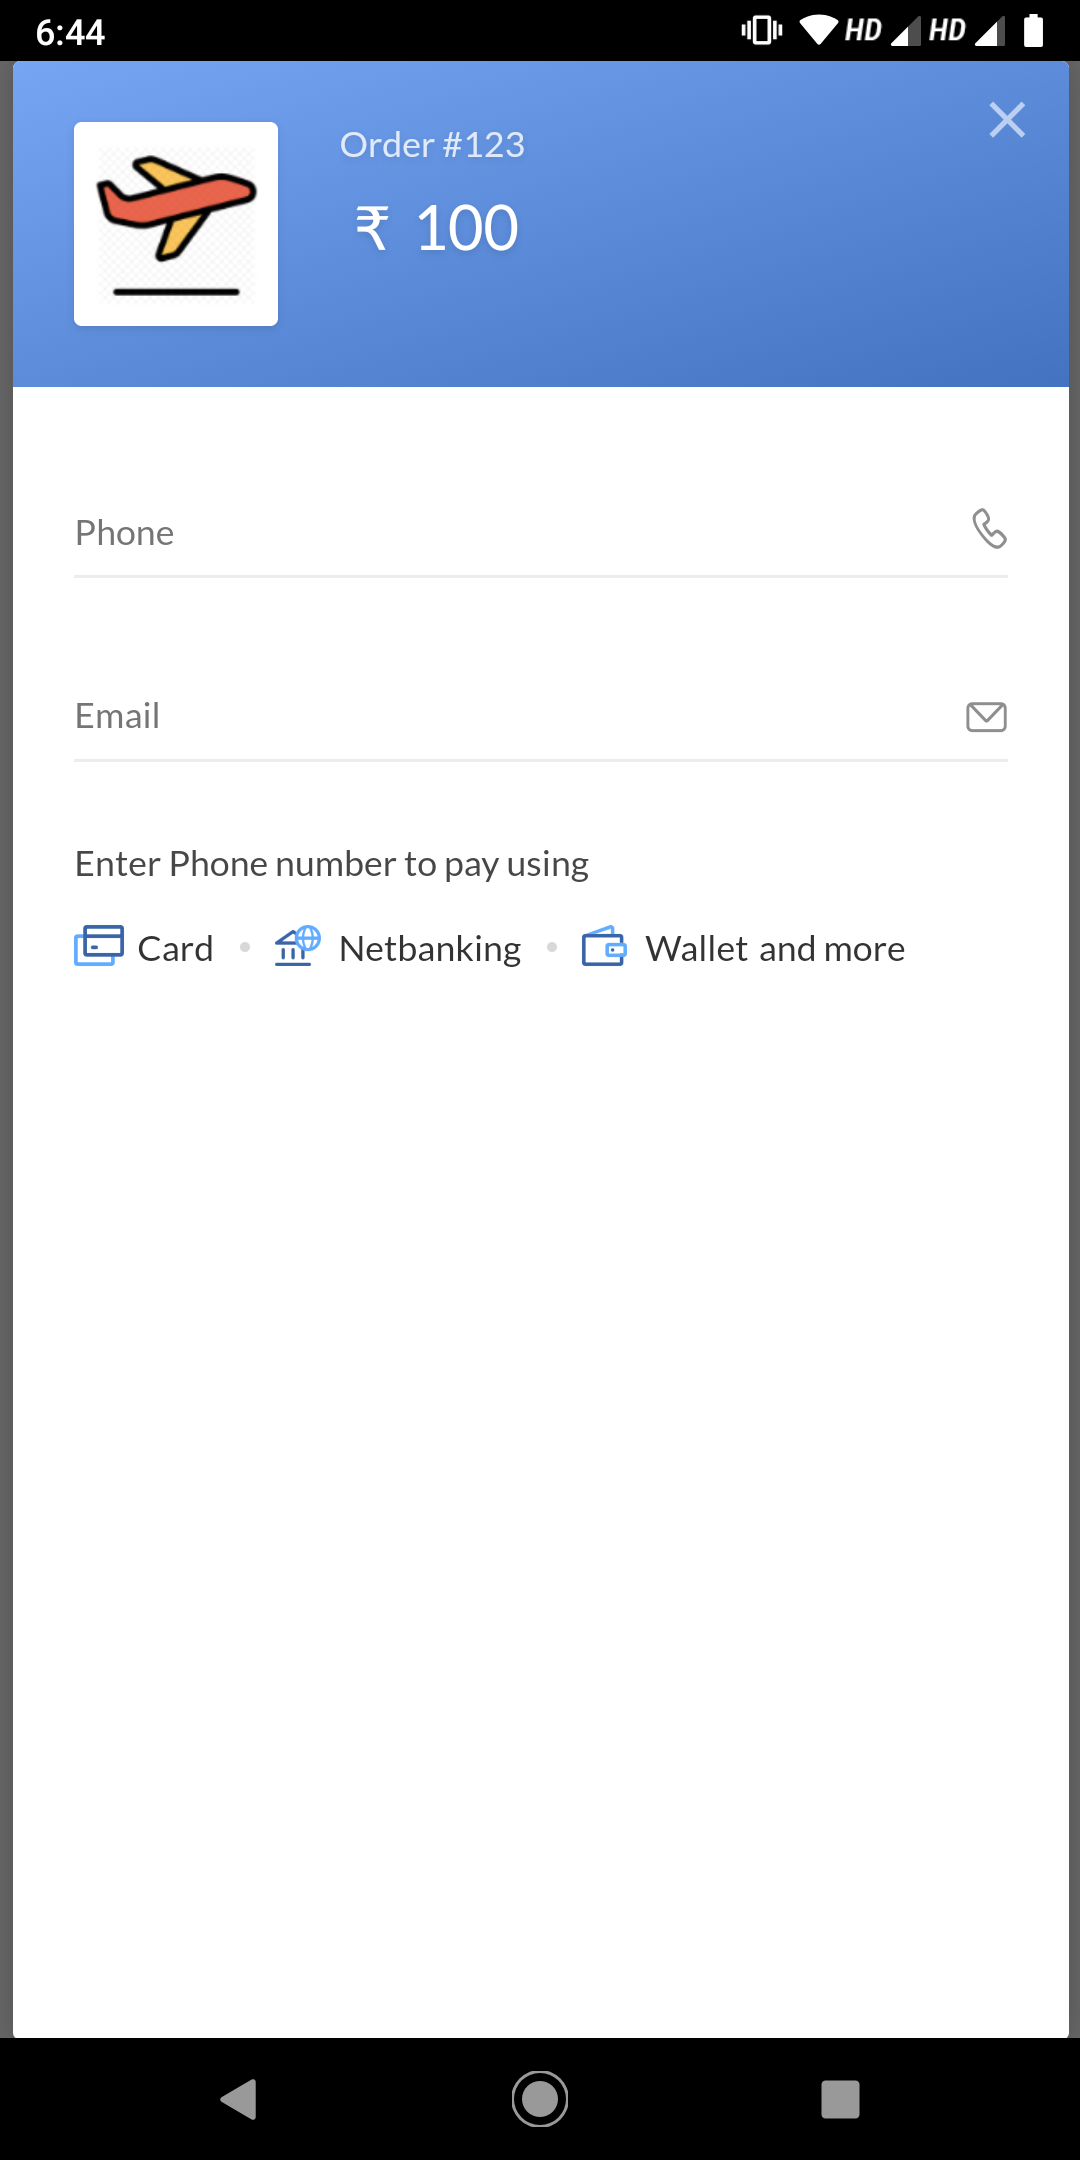 6:44 HD HD
Order #123
₹ 100
Phone
Email
Enter Phone number to pay using
Card • Netbanking • Wallet and more